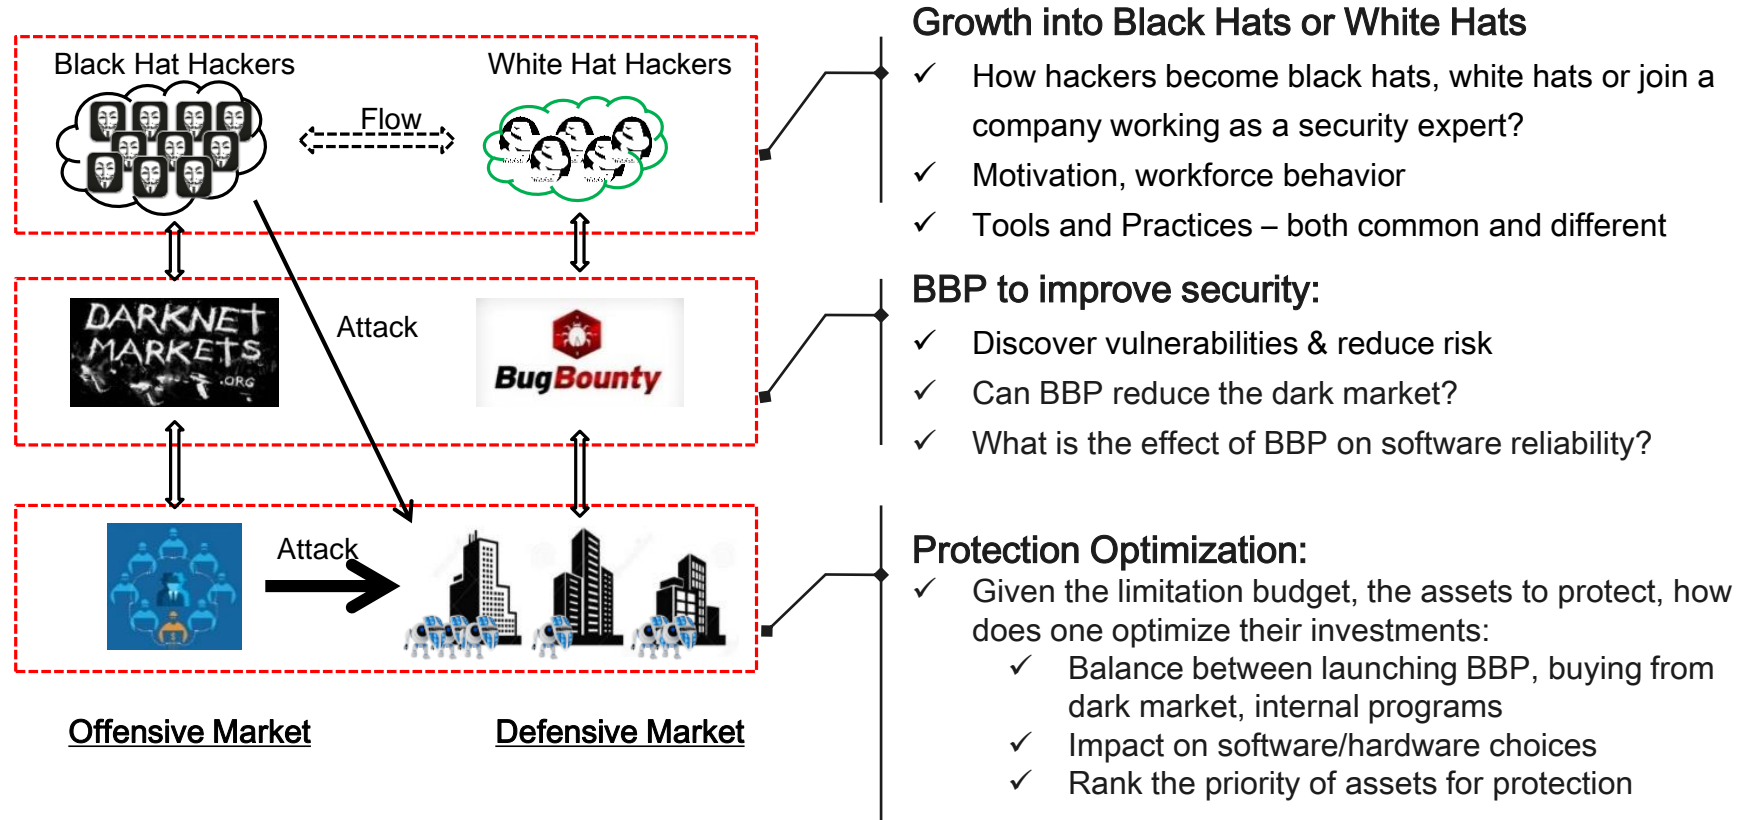 Growth into Black Hats or White Hats
Black Hat Hackers
White Hat Hackers
Flow
✓ How hackers become black hats, white hats or join a
company working as a security expert?
✓ Motivation, workforce behavior
✓ Tools and Practices – both common and different
DARKNET
MARKETS
.ORG
Attack
BugBounty
BBP to improve security:
✓ Discover vulnerabilities & reduce risk
✓ Can BBP reduce the dark market?
✓ What is the effect of BBP on software reliability?
Attack
Protection Optimization:
✓ Given the limitation budget, the assets to protect, how
does one optimize their investments:
✓ Balance between launching BBP, buying from
dark market, internal programs
✓ Impact on software/hardware choices
✓ Rank the priority of assets for protection
Offensive Market
Defensive Market